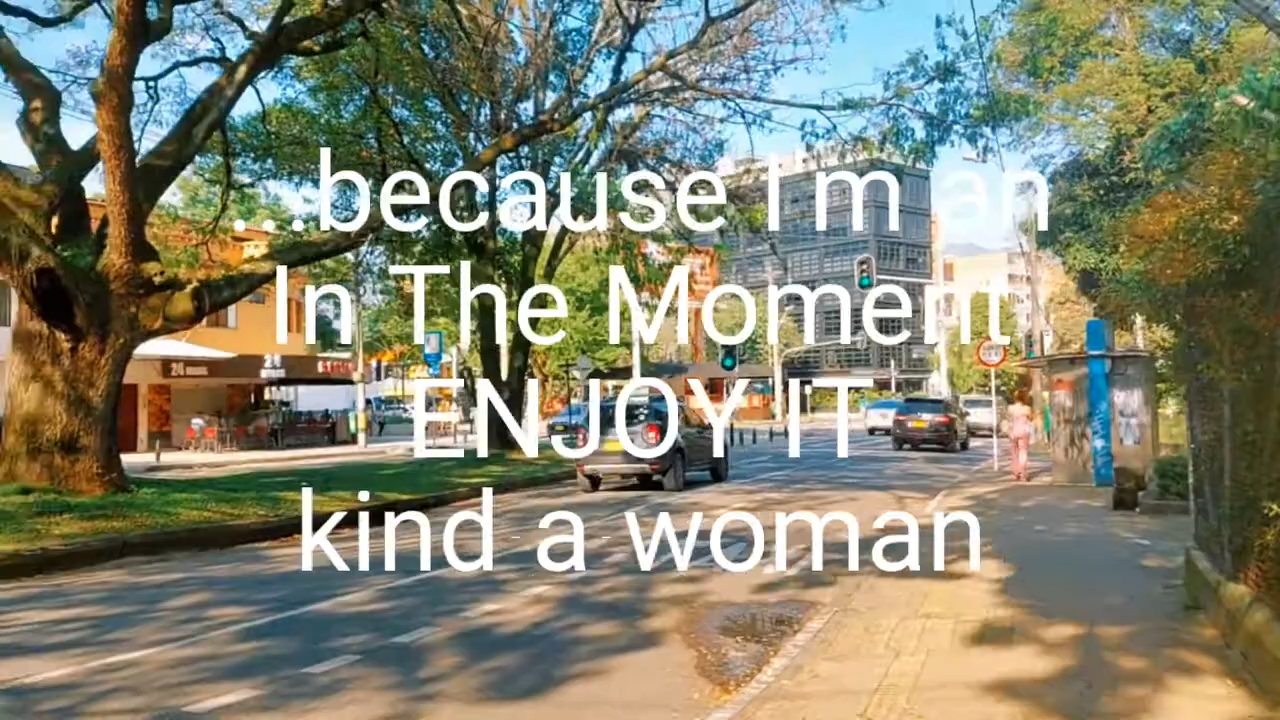 ...because I'm an
In The Moment
ENJOY IT
kind a woman
24